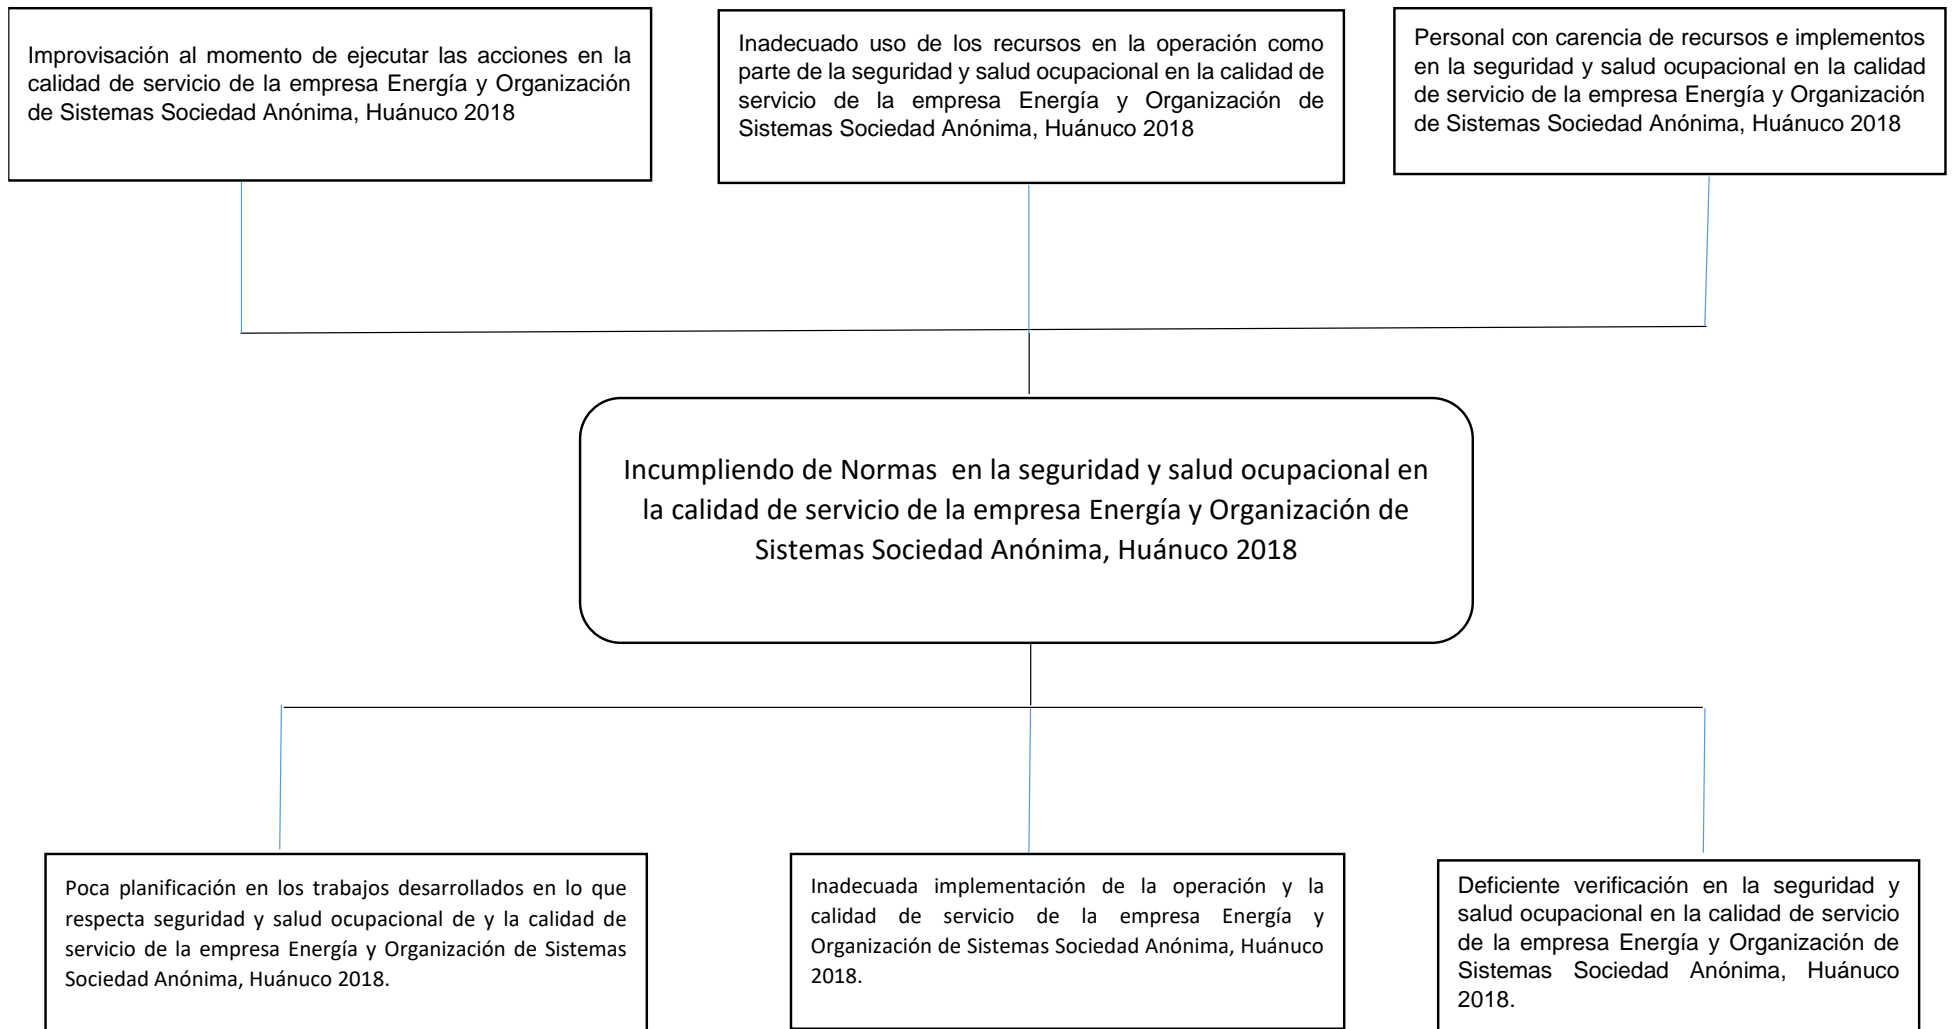 Improvisación al momento de ejecutar las acciones en la
calidad de servicio de la empresa Energía y Organización
de Sistemas Sociedad Anónima, Huánuco 2018
Inadecuado uso de los recursos en la operación como
parte de la seguridad y salud ocupacional en la calidad de
servicio de la empresa Energía y Organización de
Sistemas Sociedad Anónima, Huánuco 2018
Personal con carencia de recursos e implementos
en la seguridad y salud ocupacional en la calidad
de servicio de la empresa Energía y Organización
de Sistemas Sociedad Anónima, Huánuco 2018
Incumpliendo de Normas  en la seguridad y salud ocupacional en
la calidad de servicio de la empresa Energía y Organización de
Sistemas Sociedad Anónima, Huánuco 2018
Poca planificación en los trabajos desarrollados en lo que
respecta seguridad y salud ocupacional de y la calidad de
servicio de la empresa Energía y Organización de Sistemas
Sociedad Anónima, Huánuco 2018.
Inadecuada implementación de la operación y la
calidad de servicio de la empresa Energía y
Organización de Sistemas Sociedad Anónima, Huánuco
2018.
Deficiente verificación en la seguridad y
salud ocupacional en la calidad de servicio
de la empresa Energía y Organización de
Sistemas Sociedad Anónima, Huánuco
2018.